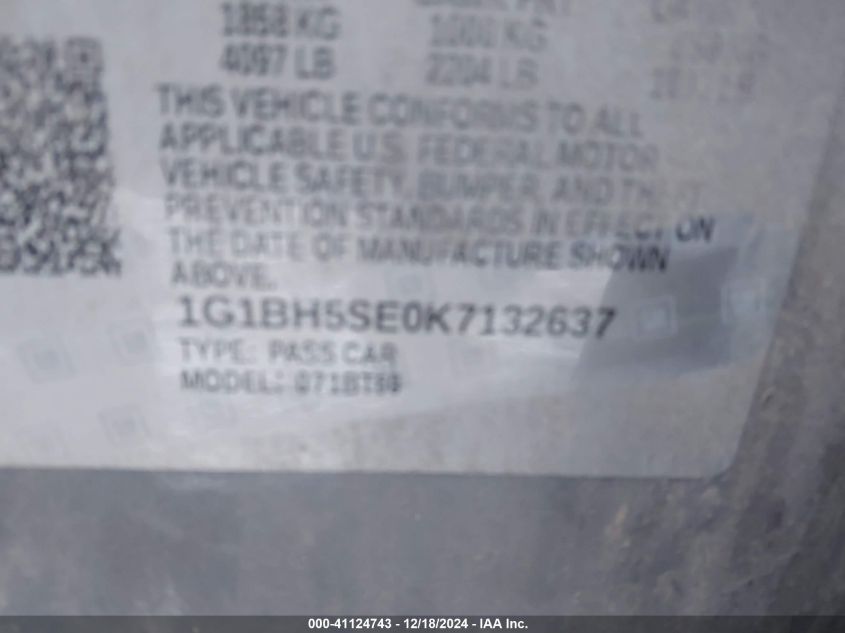 1858 KG 1000 KG
4097 LB 2204 LB
THIS VEHICLE CONFORMS TO ALL
APPLICABLE U.S. FEDERAL MOTOR
VEHICLE SAFETY, BUMPER, AND THEFT
PREVENTION STANDARDS IN EFFECT ON
THE DATE OF MANUFACTURE SHOWN
ABOVE.
1G1BH5SE0K7132637
TYPE: PASS CAR
MODEL:
000-41124743 - 12/18/2024 - IAA Inc.